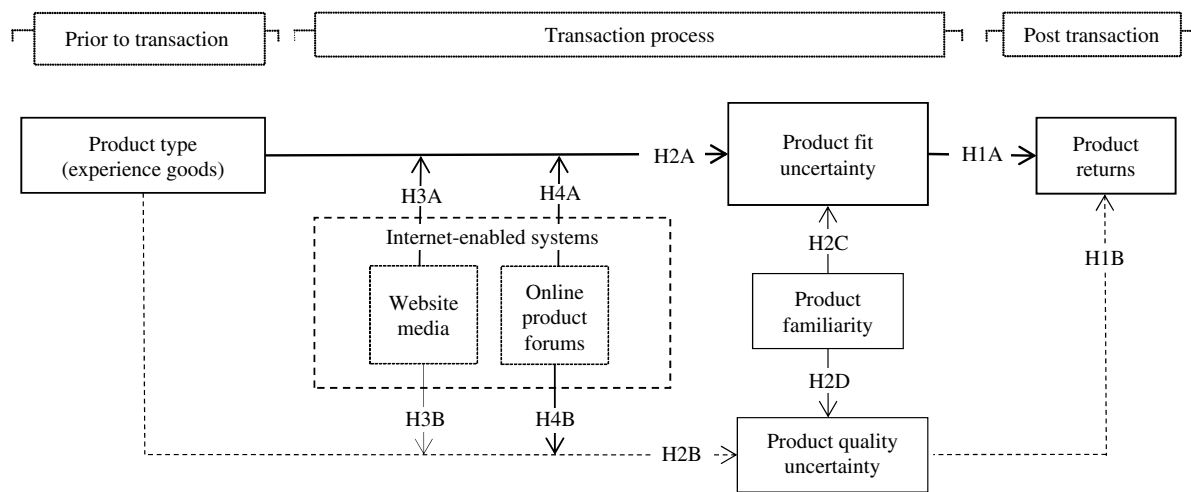 Prior to transaction
Transaction process
Post transaction
Product type
(experience goods)
H2A
Product fit
uncertainty
H1A
Product
returns
H3A
H4A
Internet-enabled systems
H2C
H1B
Website
media
Online
product
forums
Product
familiarity
H2D
H3B
H4B
H2B
Product quality
uncertainty